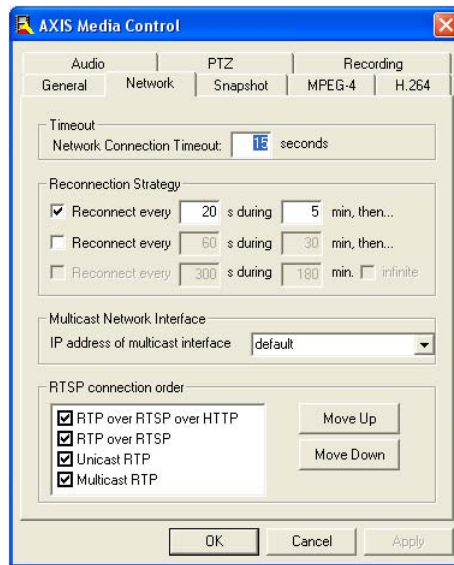 AXIS Media Control
Audio PTZ Recording
General Network Snapshot MPEG-4 H.264
Timeout
Network Connection Timeout: 15 seconds
Reconnection Strategy
Reconnect every 20 s during 5 min, then...
Reconnect every 60 s during 30 min, then...
Reconnect every 300 s during 180 min. infinite
Multicast Network Interface
IP address of multicast interface default
RTSP connection order
RTP over RTSP over HTTP
RTP over RTSP
Unicast RTP
Multicast RTP
Move Up
Move Down
OK Cancel Apply